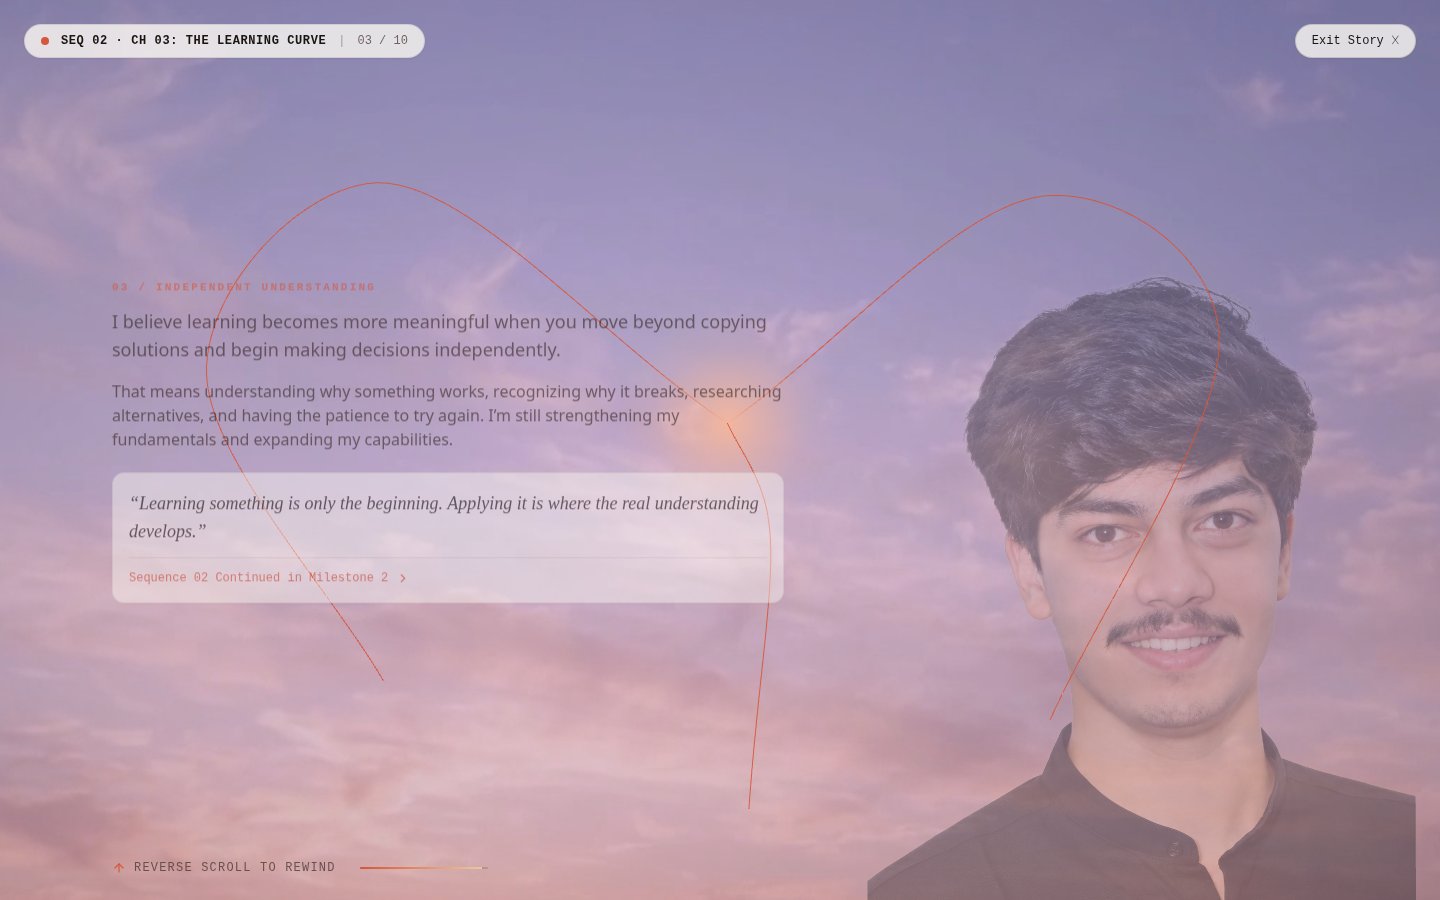 SEQ 02 · CH 03: THE LEARNING CURVE | 03 / 10
Exit Story X
03 / INDEPENDENT UNDERSTANDING
I believe learning becomes more meaningful when you move beyond copying
solutions and begin making decisions independently.
That means understanding why something works, recognizing why it breaks, researching
alternatives, and having the patience to try again. I’m still strengthening my
fundamentals and expanding my capabilities.
“Learning something is only the beginning. Applying it is where the real understanding
develops.”
Sequence 02 Continued in Milestone 2
REVERSE SCROLL TO REWIND